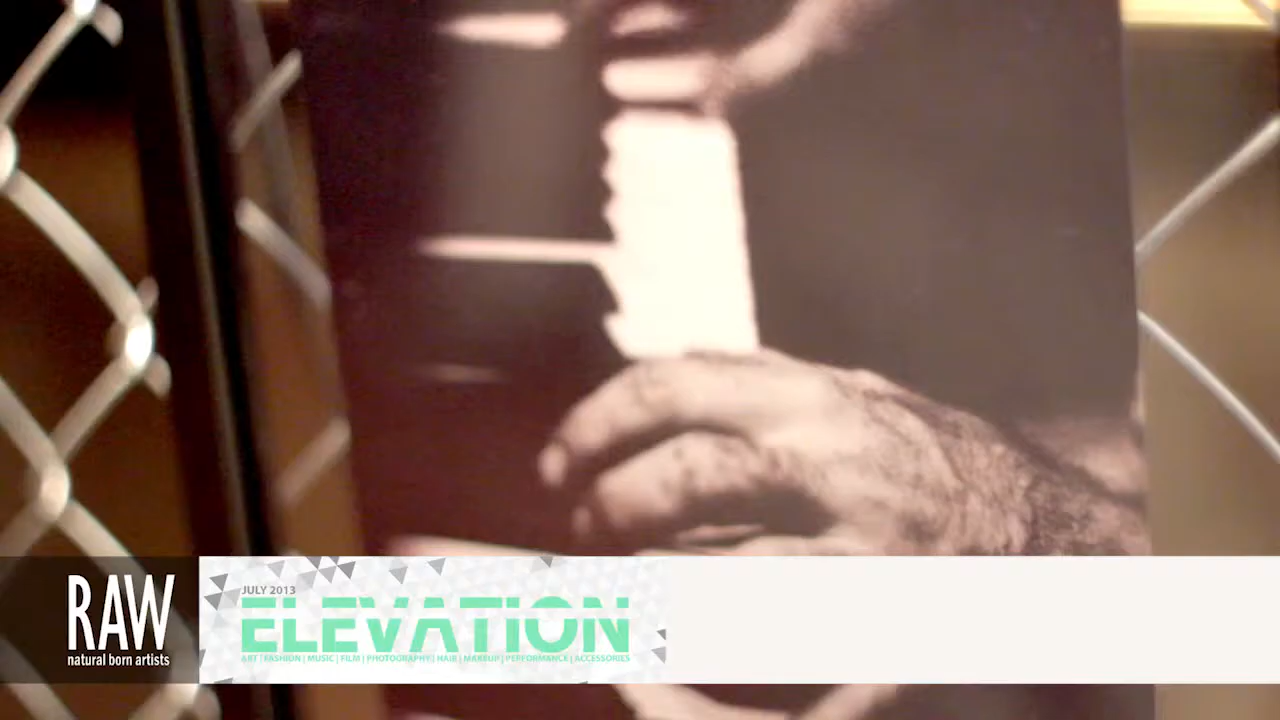 RAW
natural born artists
JULY 2013
ELEVATION
ART | FASHION | MUSIC | FILM | PHOTOGRAPHY | HAIR | MAKEUP | PERFORMANCE | ACCESSORIES